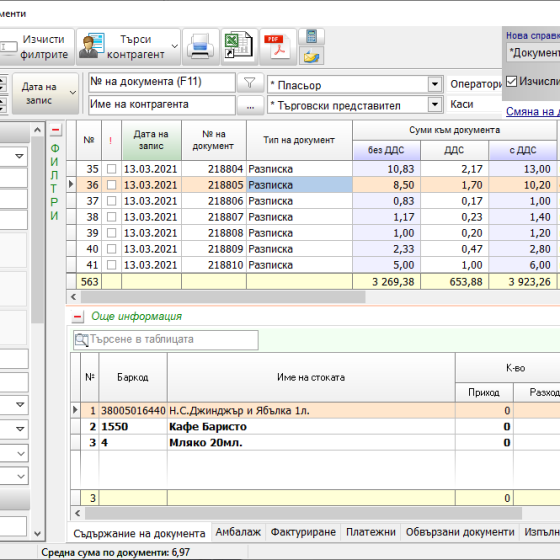 менти
Изчисти филтрите
Търси контрагент
PDF
Нова справк
*Документ
Дата на запис
№ на документа (F11)
* Пласьор
Оператори
Изчисли
Име на контрагента
...
* Търговски представител
Каси
Смяна на д
ФИЛТРИ
№ ! Дата на запис № на документ Тип на документ Суми към документа
без ДДС ДДС с ДДС
35 13.03.2021 218804 Разписка 10,83 2,17 13,00
36 13.03.2021 218805 Разписка 8,50 1,70 10,20
37 13.03.2021 218806 Разписка 0,83 0,17 1,00
38 13.03.2021 218807 Разписка 1,17 0,23 1,40
39 13.03.2021 218808 Разписка 1,00 0,20 1,20
40 13.03.2021 218809 Разписка 2,33 0,47 2,80
41 13.03.2021 218810 Разписка 5,00 1,00 6,00
563 3 269,38 653,88 3 923,26
Още информация
Търсене в таблицата
№ Баркод Име на стоката К-во
Приход Разход
1 38005016440 Н.С.Джинджър и Ябълка 1л. 0
2 1550 Кафе Баристо 0
3 4 Мляко 20мл. 0
3 0
Съдържание на документа Амбалаж Фактуриране Платежни Обвързани документи Изпълн
Средна сума по документи: 6,97